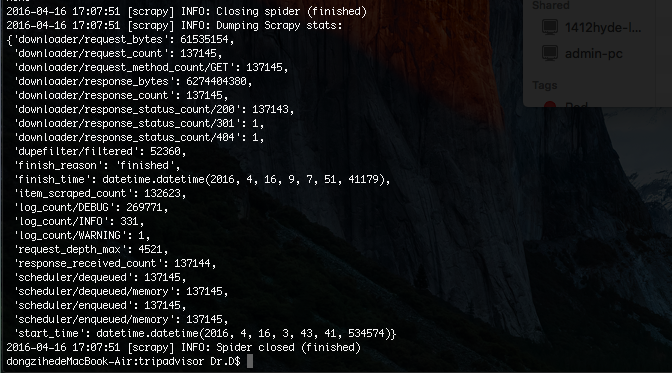 2016-04-16 17:07:51 [scrapy] INFO: Closing spider (finished)
2016-04-16 17:07:51 [scrapy] INFO: Dumping Scrapy stats:
{'downloader/request_bytes': 61535154,
'downloader/request_count': 137145,
'downloader/request_method_count/GET': 137145,
'downloader/response_bytes': 6274404380,
'downloader/response_count': 137145,
'downloader/response_status_count/200': 137143,
'downloader/response_status_count/301': 1,
'downloader/response_status_count/404': 1,
'dupefilter/filtered': 52360,
'finish_reason': 'finished',
'finish_time': datetime.datetime(2016, 4, 16, 9, 7, 51, 41179),
'item_scraped_count': 132623,
'log_count/DEBUG': 269771,
'log_count/INFO': 331,
'log_count/WARNING': 1,
'request_depth_max': 4521,
'response_received_count': 137144,
'scheduler/dequeued': 137145,
'scheduler/dequeued/memory': 137145,
'scheduler/enqueued': 137145,
'scheduler/enqueued/memory': 137145,
'start_time': datetime.datetime(2016, 4, 16, 3, 43, 41, 534574)}
2016-04-16 17:07:51 [scrapy] INFO: Spider closed (finished)
dongzihedeMacBook-Air:tripadvisor Dr.D$
Shared
1412hyde-l...
admin-pc
Tags